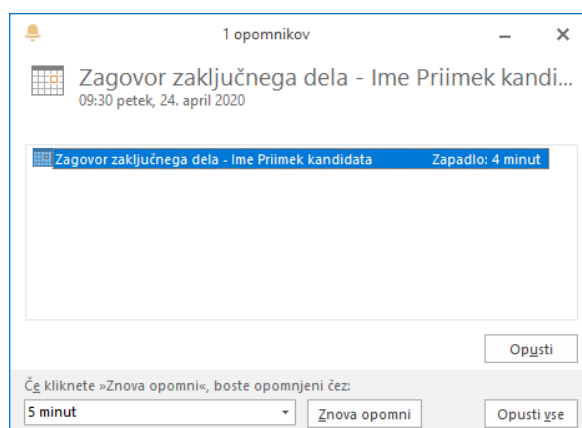 1 opomnikov
Zagovor zaključnega dela - Ime Priimek kandi...
09:30 petek, 24. april 2020
Zagovor zaključnega dela - Ime Priimek kandidata Zapadlo: 4 minut
Opusti
Če kliknete »Znova opomni«, boste opomnjeni čez:
5 minut Znova opomni Opusti vse